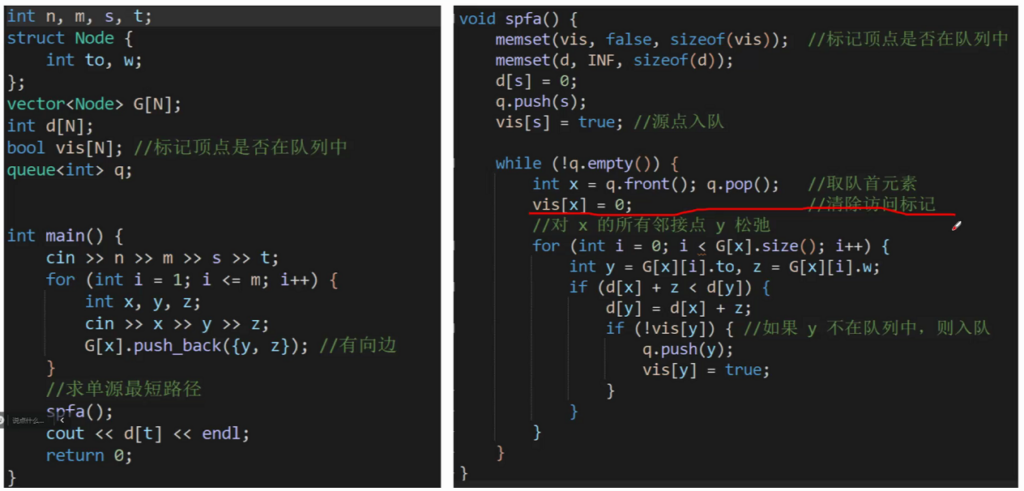 int n, m, s, t;
struct Node {
    int to, w;
};
vector<Node> G[N];
int d[N];
bool vis[N]; //标记顶点是否在队列中
queue<int> q;
int main() {
    cin >> n >> m >> s >> t;
    for (int i = 1; i <= m; i++) {
        int x, y, z;
        cin >> x >> y >> z;
        G[x].push_back({y, z}); //有向边
    }
    //求单源最短路径
    spfa();
    cout << d[t] << endl;
    return 0;
}
void spfa() {
    memset(vis, false, sizeof(vis));  //标记顶点是否在队列中
    memset(d, INF, sizeof(d));
    d[s] = 0;
    q.push(s);
    vis[s] = true; //源点入队
    while (!q.empty()) {
        int x = q.front(); q.pop();   //取队首元素
        vis[x] = 0;                   //清除访问标记
        //对 x 的所有邻接点 y 松弛
        for (int i = 0; i < G[x].size(); i++) {
            int y = G[x][i].to, z = G[x][i].w;
            if (d[x] + z < d[y]) {
                d[y] = d[x] + z;
                if (!vis[y]) { //如果 y 不在队列中，则入队
                    q.push(y);
                    vis[y] = true;
                }
            }
        }
    }
}